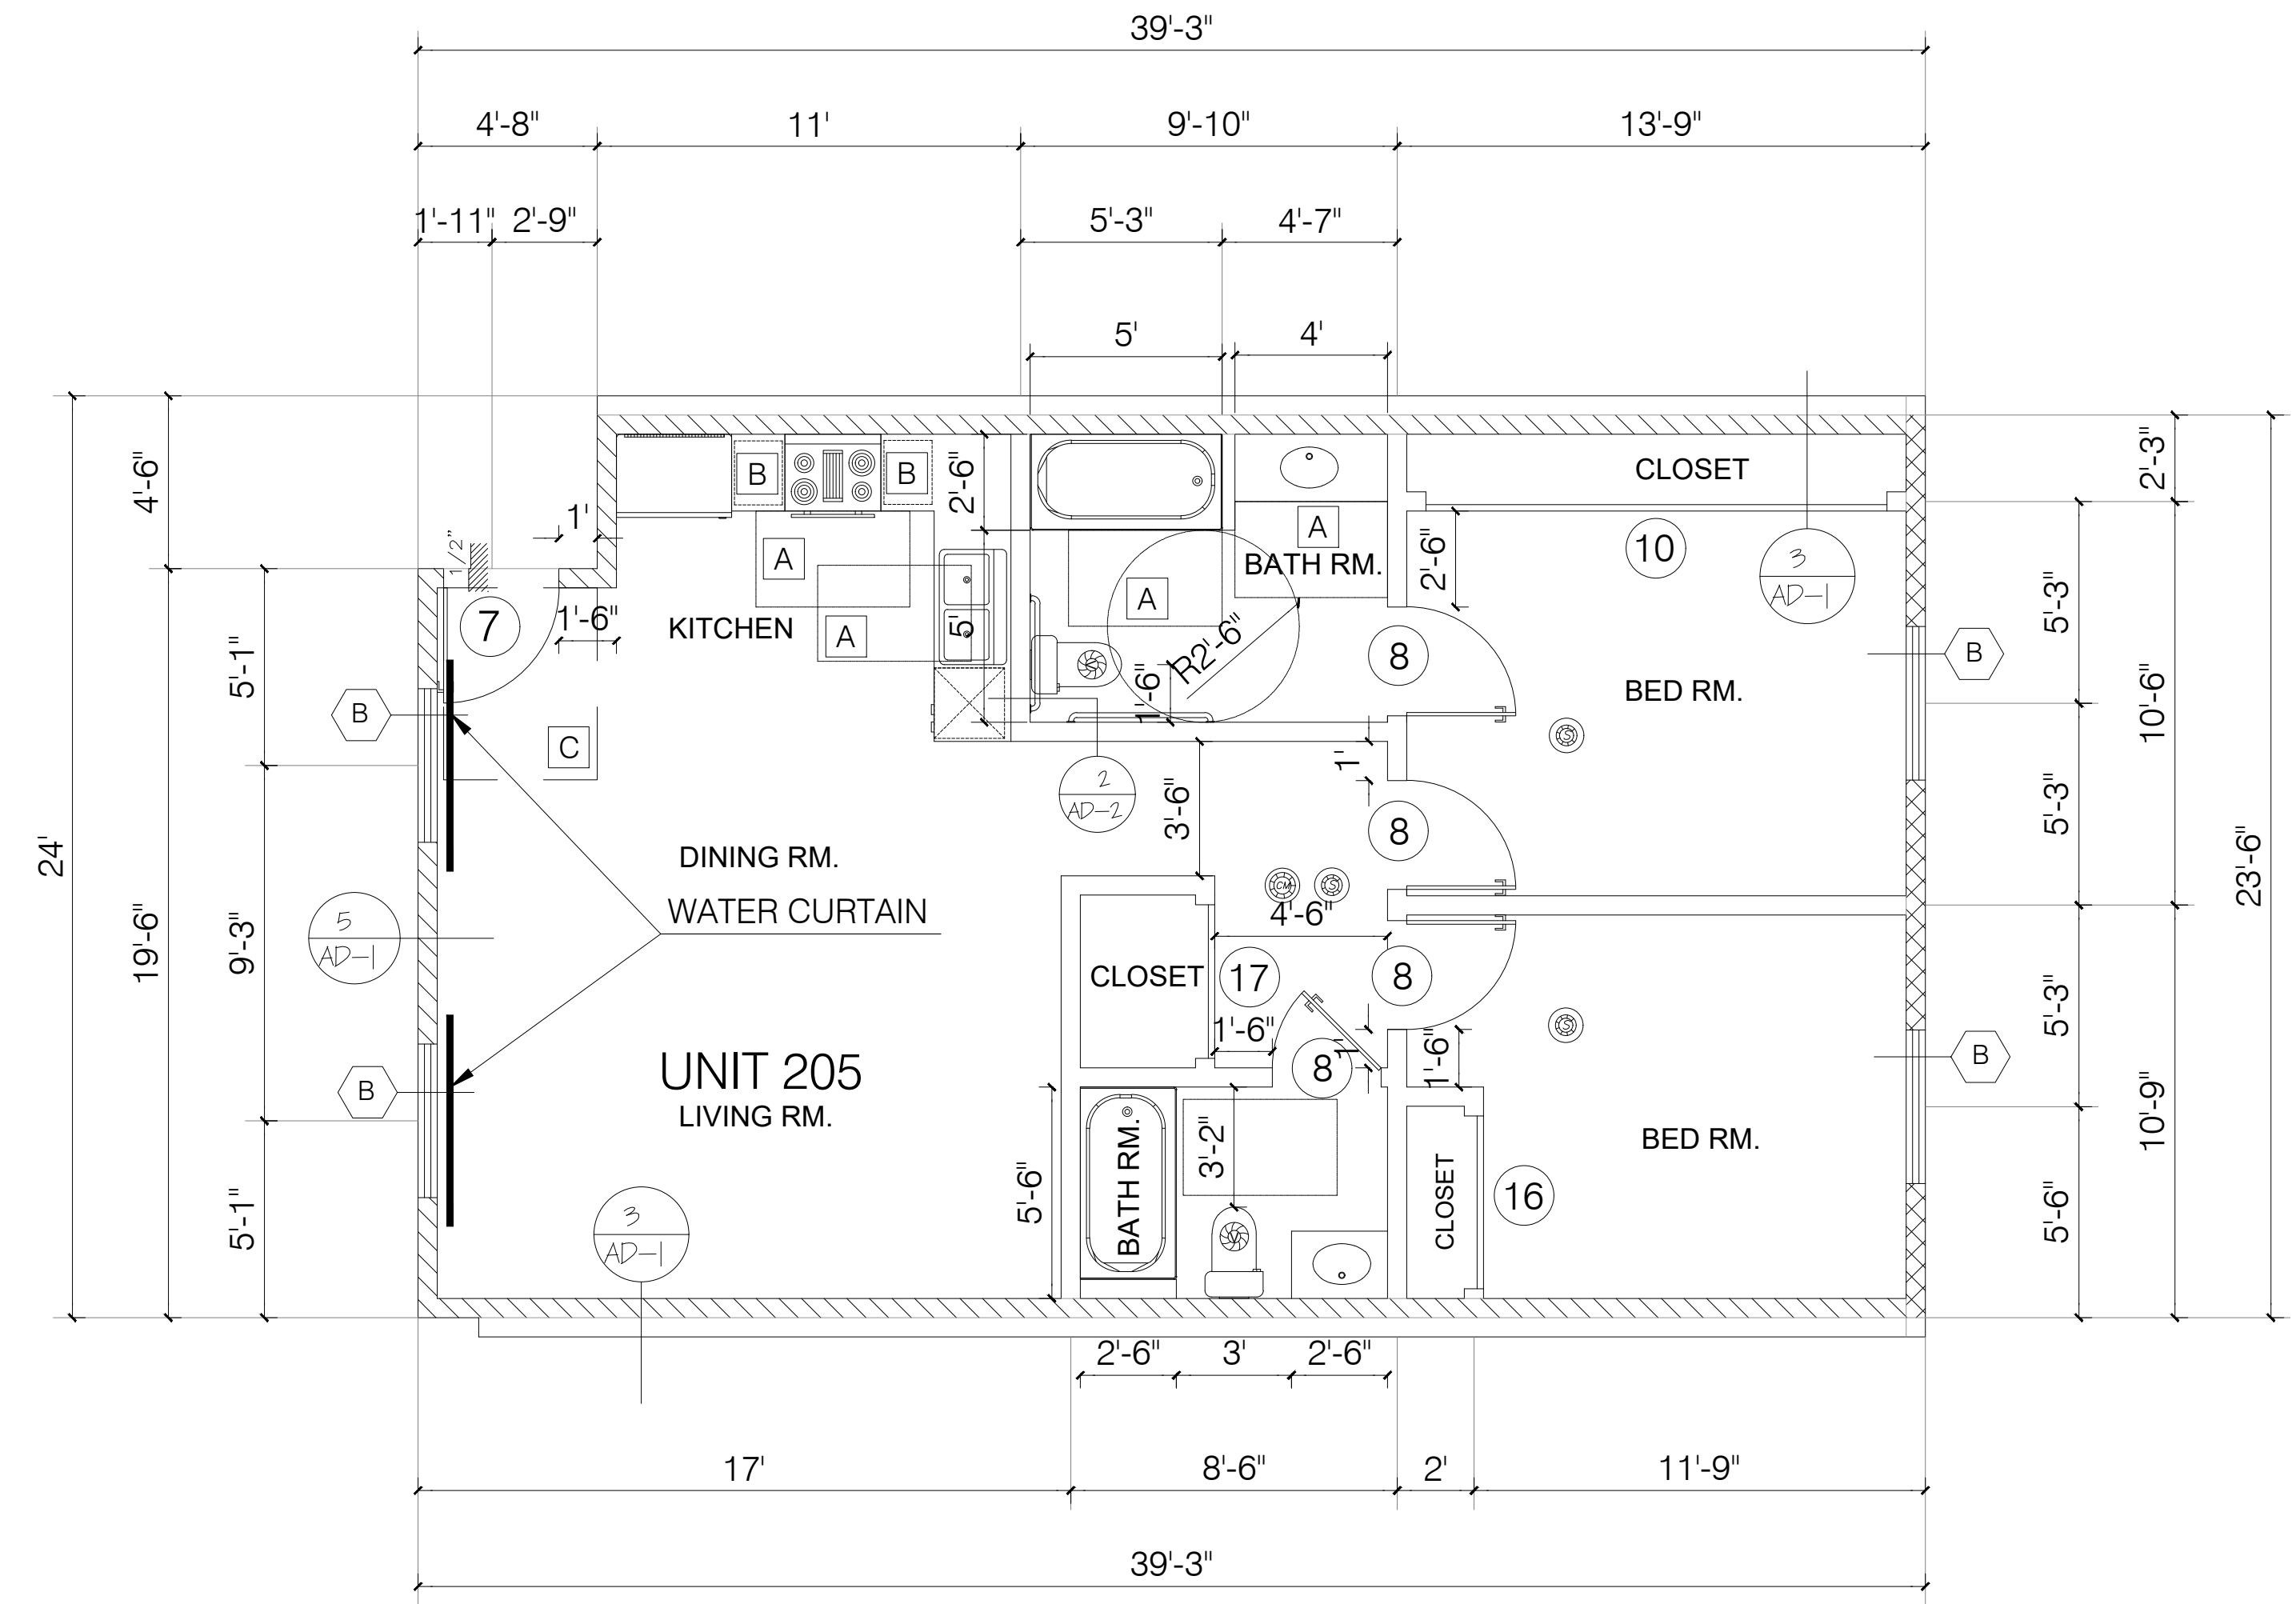 39'-3"
4'-8"
11'
9'-10"
13'-9"
1'-11"
2'-9"
5'-3"
4'-7"
5'
4'
24'
4'-6"
19'-6"
5'-1"
9'-3"
5'-1"
1'
1/2"
1'-6"
7
B
B
2'-6"
A
A
5'
KITCHEN
C
A
A
BATH RM.
R2'-6"
1'-6"
CLOSET
2'-6"
10
3
AD-1
8
BED RM.
S
B
B
2
AD-2
3'-6"
1'
8
DINING RM.
WATER CURTAIN
CM
S
4'-6"
5
AD-1
CLOSET
17
8
1'-6"
1'
8
1'-6"
S
B
B
UNIT 205
LIVING RM.
5'-6"
BATH RM.
3'-2"
V
V
CLOSET
16
BED RM.
3
AD-1
2'-3"
5'-3"
10'-6"
5'-3"
23'-6"
5'-3"
10'-9"
5'-6"
2'-6"
3'
2'-6"
17'
8'-6"
2'
11'-9"
39'-3"